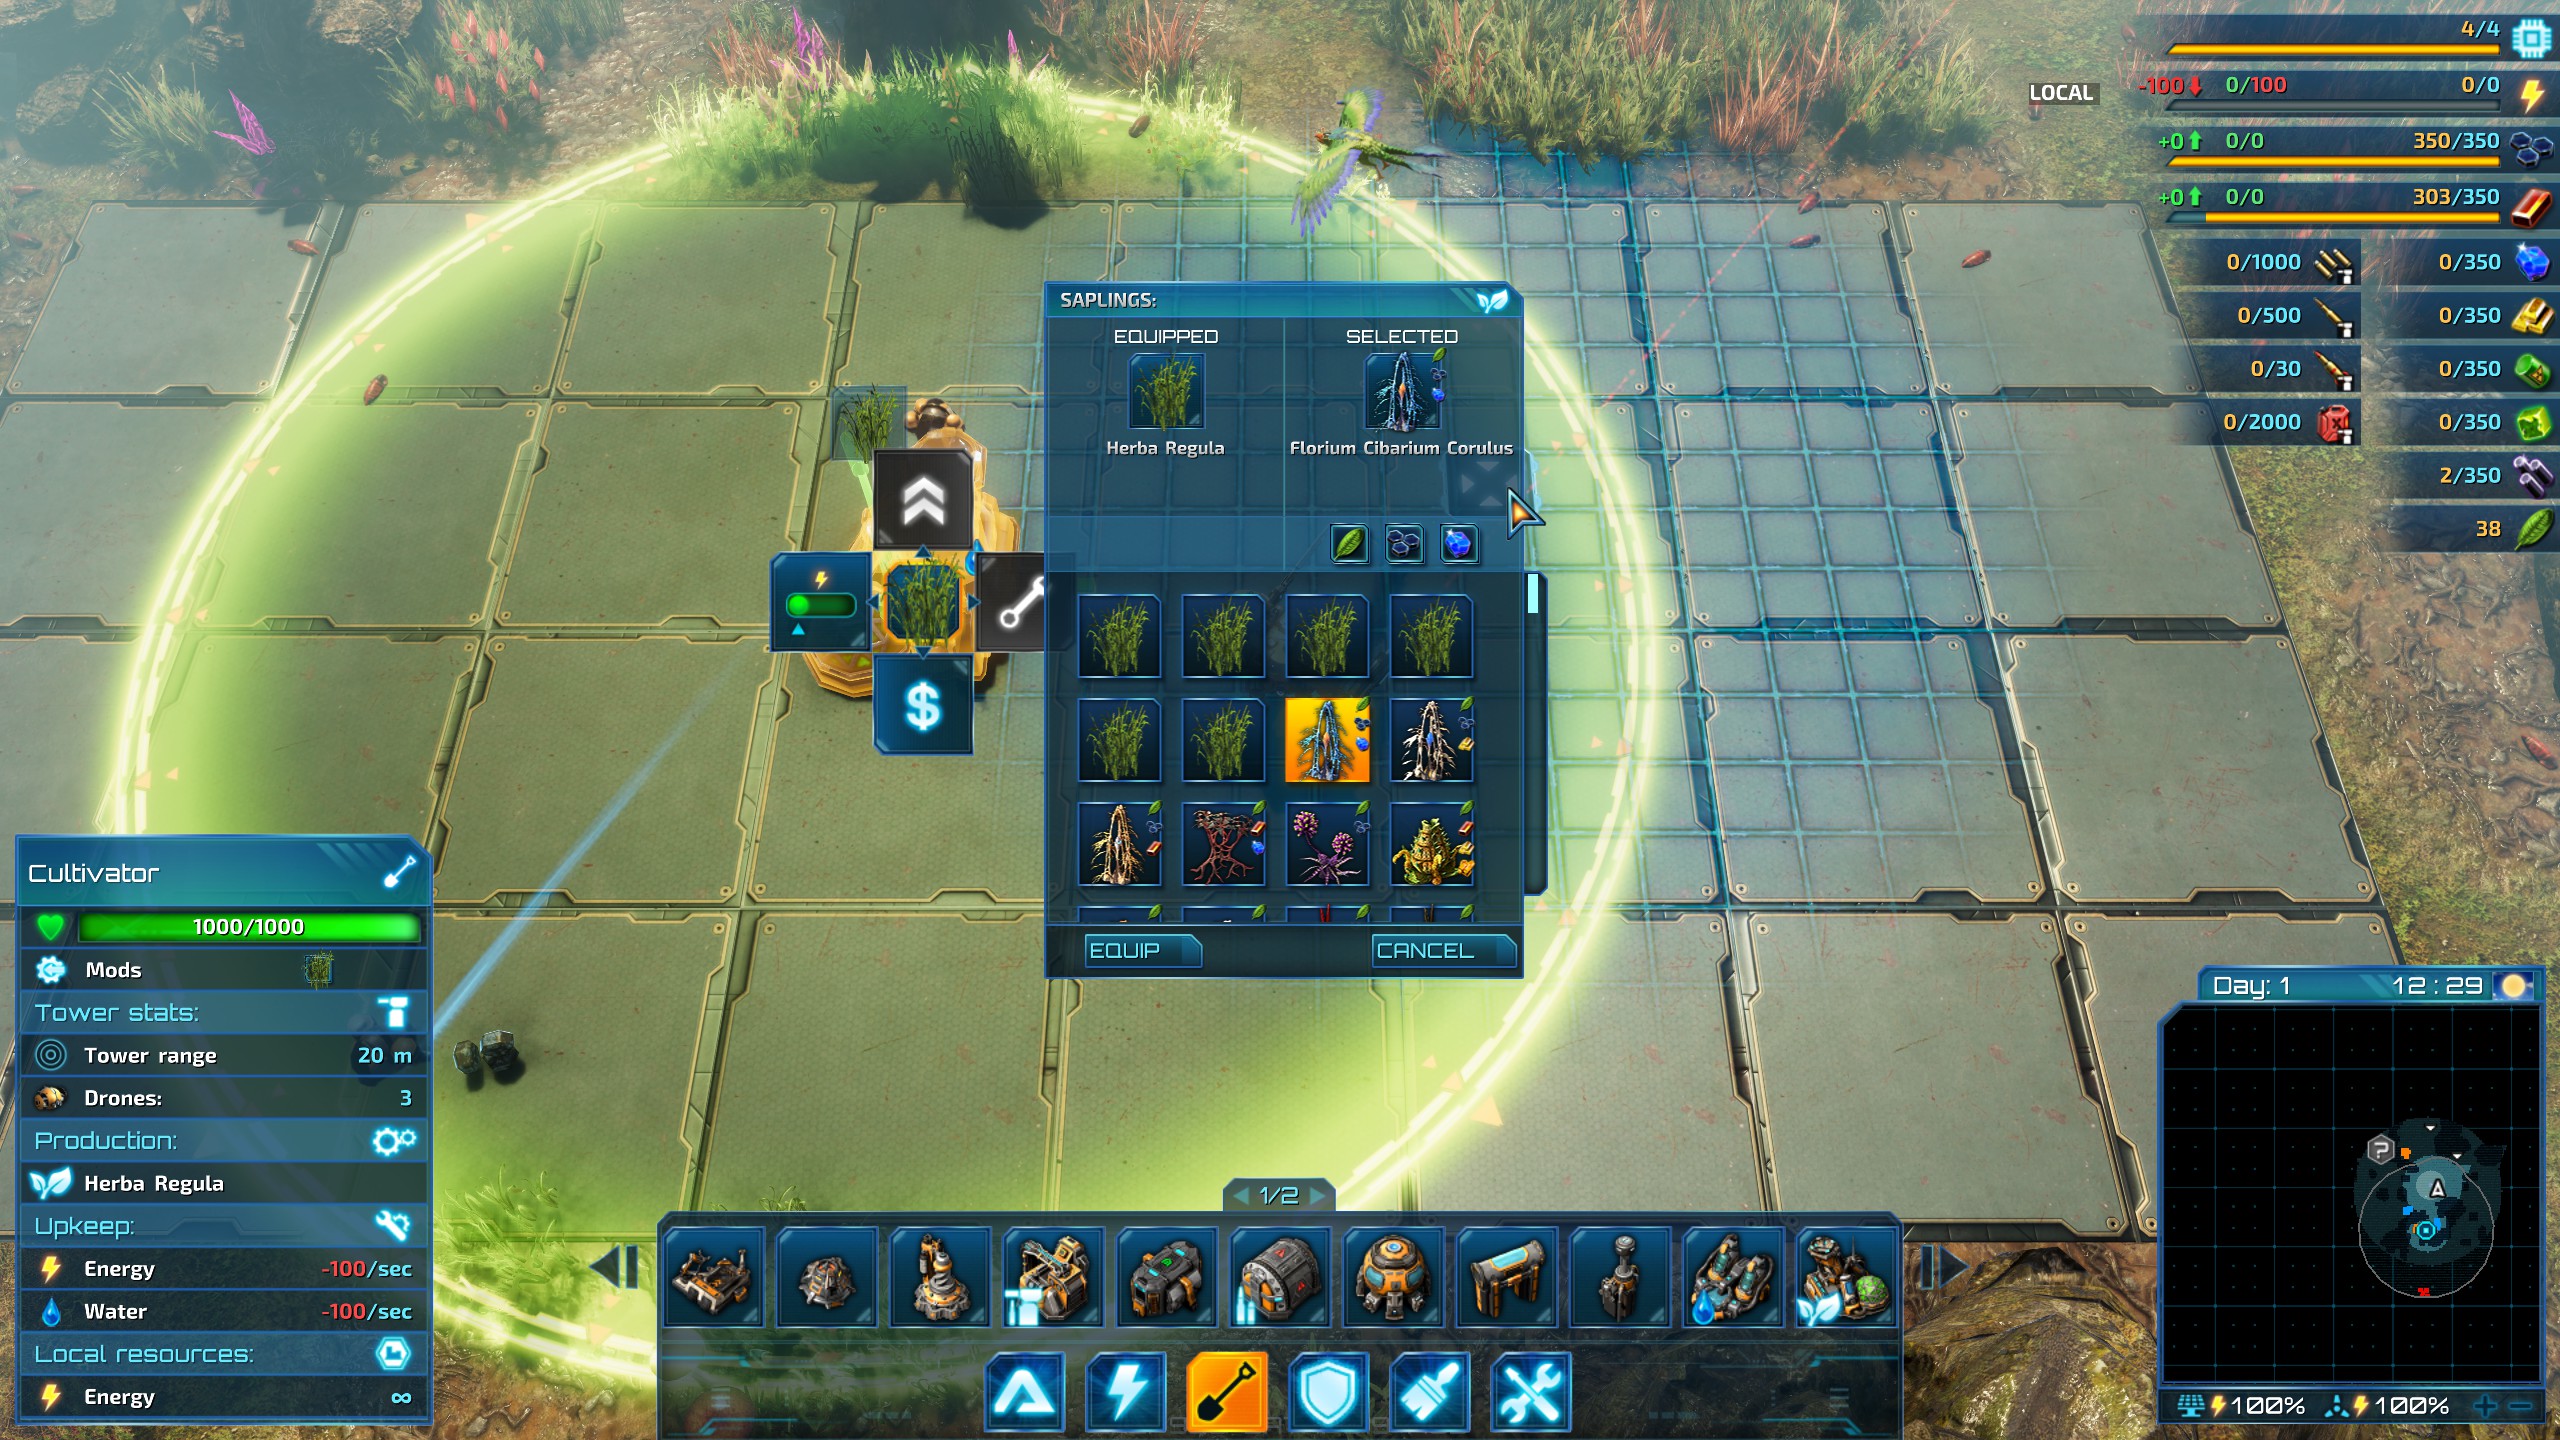 4/4
LOCAL
-100 0/100 0/0
+0 0/0 350/350
+0 0/0 303/350
0/1000 0/350
0/500 0/350
0/30 0/350
0/2000 0/350
2/350
38
SAPLINGS:
EQUIPPED SELECTED
Herba Regula Florium Cibarium Corulus
$
EQUIP CANCEL
Cultivator
1000/1000
Mods
Tower stats:
Tower range 20 m
Drones: 3
Production:
Herba Regula
Upkeep:
Energy -100/sec
Water -100/sec
Local resources:
Energy ∞
1/2
Day: 1 12:29
?
A
100% 100% + -